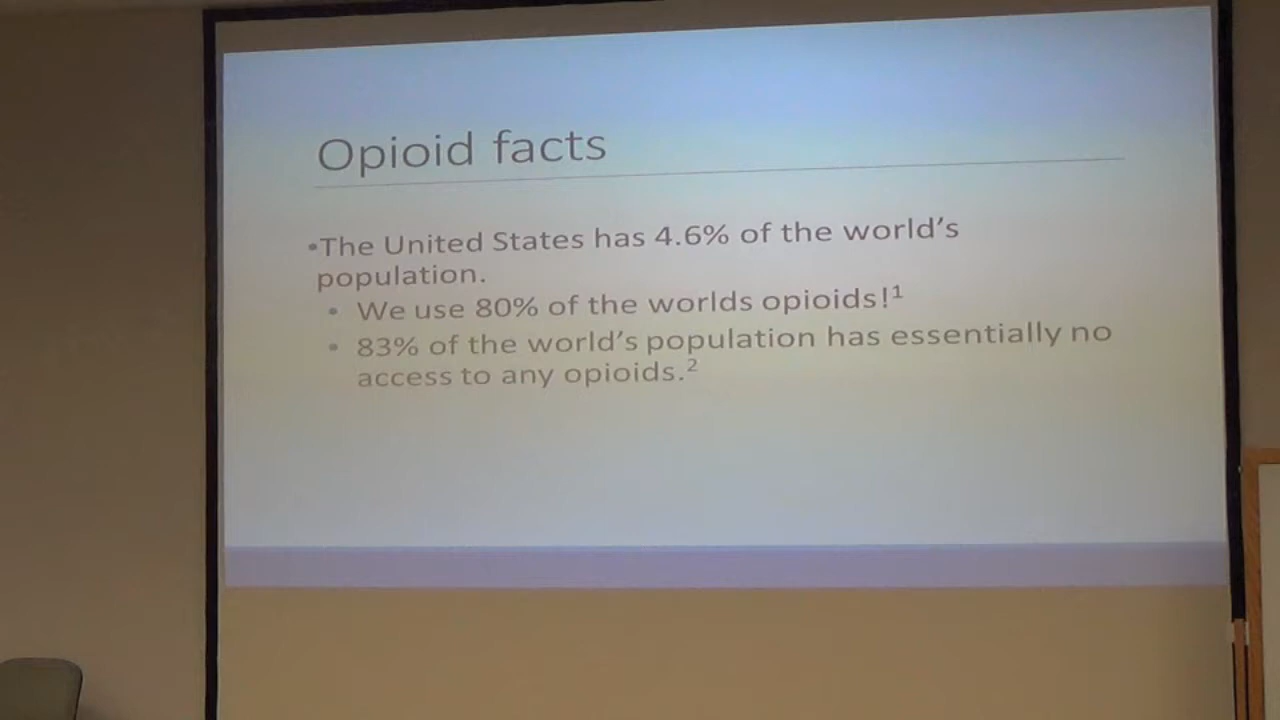 Opioid facts
•The United States has 4.6% of the world's
population.
• We use 80% of the worlds opioids!¹
• 83% of the world's population has essentially no
access to any opioids.²